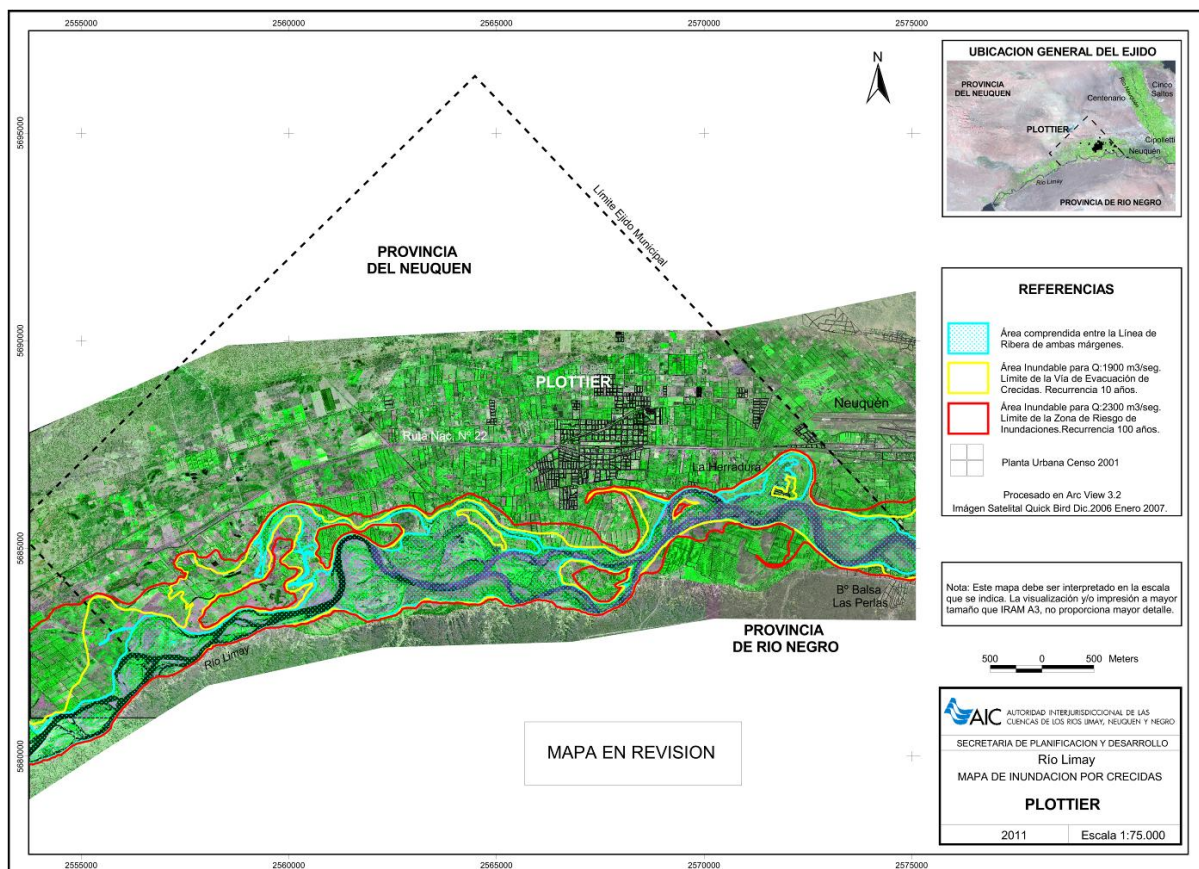 2555000
2560000
2565000
2570000
2575000
5695000
5690000
5685000
5680000
N
Límite Ejido Municipal
PROVINCIA
DEL NEUQUEN
PLOTTIER
Neuquén
Ruta Nac. Nº 22
La Herradura
Bº Balsa
Las Perlas
Río Limay
PROVINCIA
DE RIO NEGRO
MAPA EN REVISION
2555000
2560000
2565000
2570000
2575000
UBICACION GENERAL DEL EJIDO
PROVINCIA
DEL NEUQUEN
Cinco
Saltos
Centenario
Río Neuquén
PLOTTIER
Cipolletti
Neuquén
Río Limay
PROVINCIA DE RIO NEGRO
REFERENCIAS
Área comprendida entre la Línea de
Ribera de ambas márgenes.
Área Inundable para Q:1900 m3/seg.
Límite de la Vía de Evacuación de
Crecidas. Recurrencia 10 años.
Área Inundable para Q:2300 m3/seg.
Límite de la Zona de Riesgo de
Inundaciones.Recurrencia 100 años.
Planta Urbana Censo 2001
Procesado en Arc View 3.2
Imágen Satelital Quick Bird Dic.2006 Enero 2007.
Nota: Este mapa debe ser interpretado en la escala
que se indica. La visualización y/o impresión a mayor
tamaño que IRAM A3, no proporciona mayor detalle.
500 0 500 Meters
AIC AUTORIDAD INTERJURISDICCIONAL DE LAS
CUENCAS DE LOS RIOS LIMAY, NEUQUEN Y NEGRO
SECRETARIA DE PLANIFICACION Y DESARROLLO
Río Limay
MAPA DE INUNDACION POR CRECIDAS
PLOTTIER
2011 Escala 1:75.000